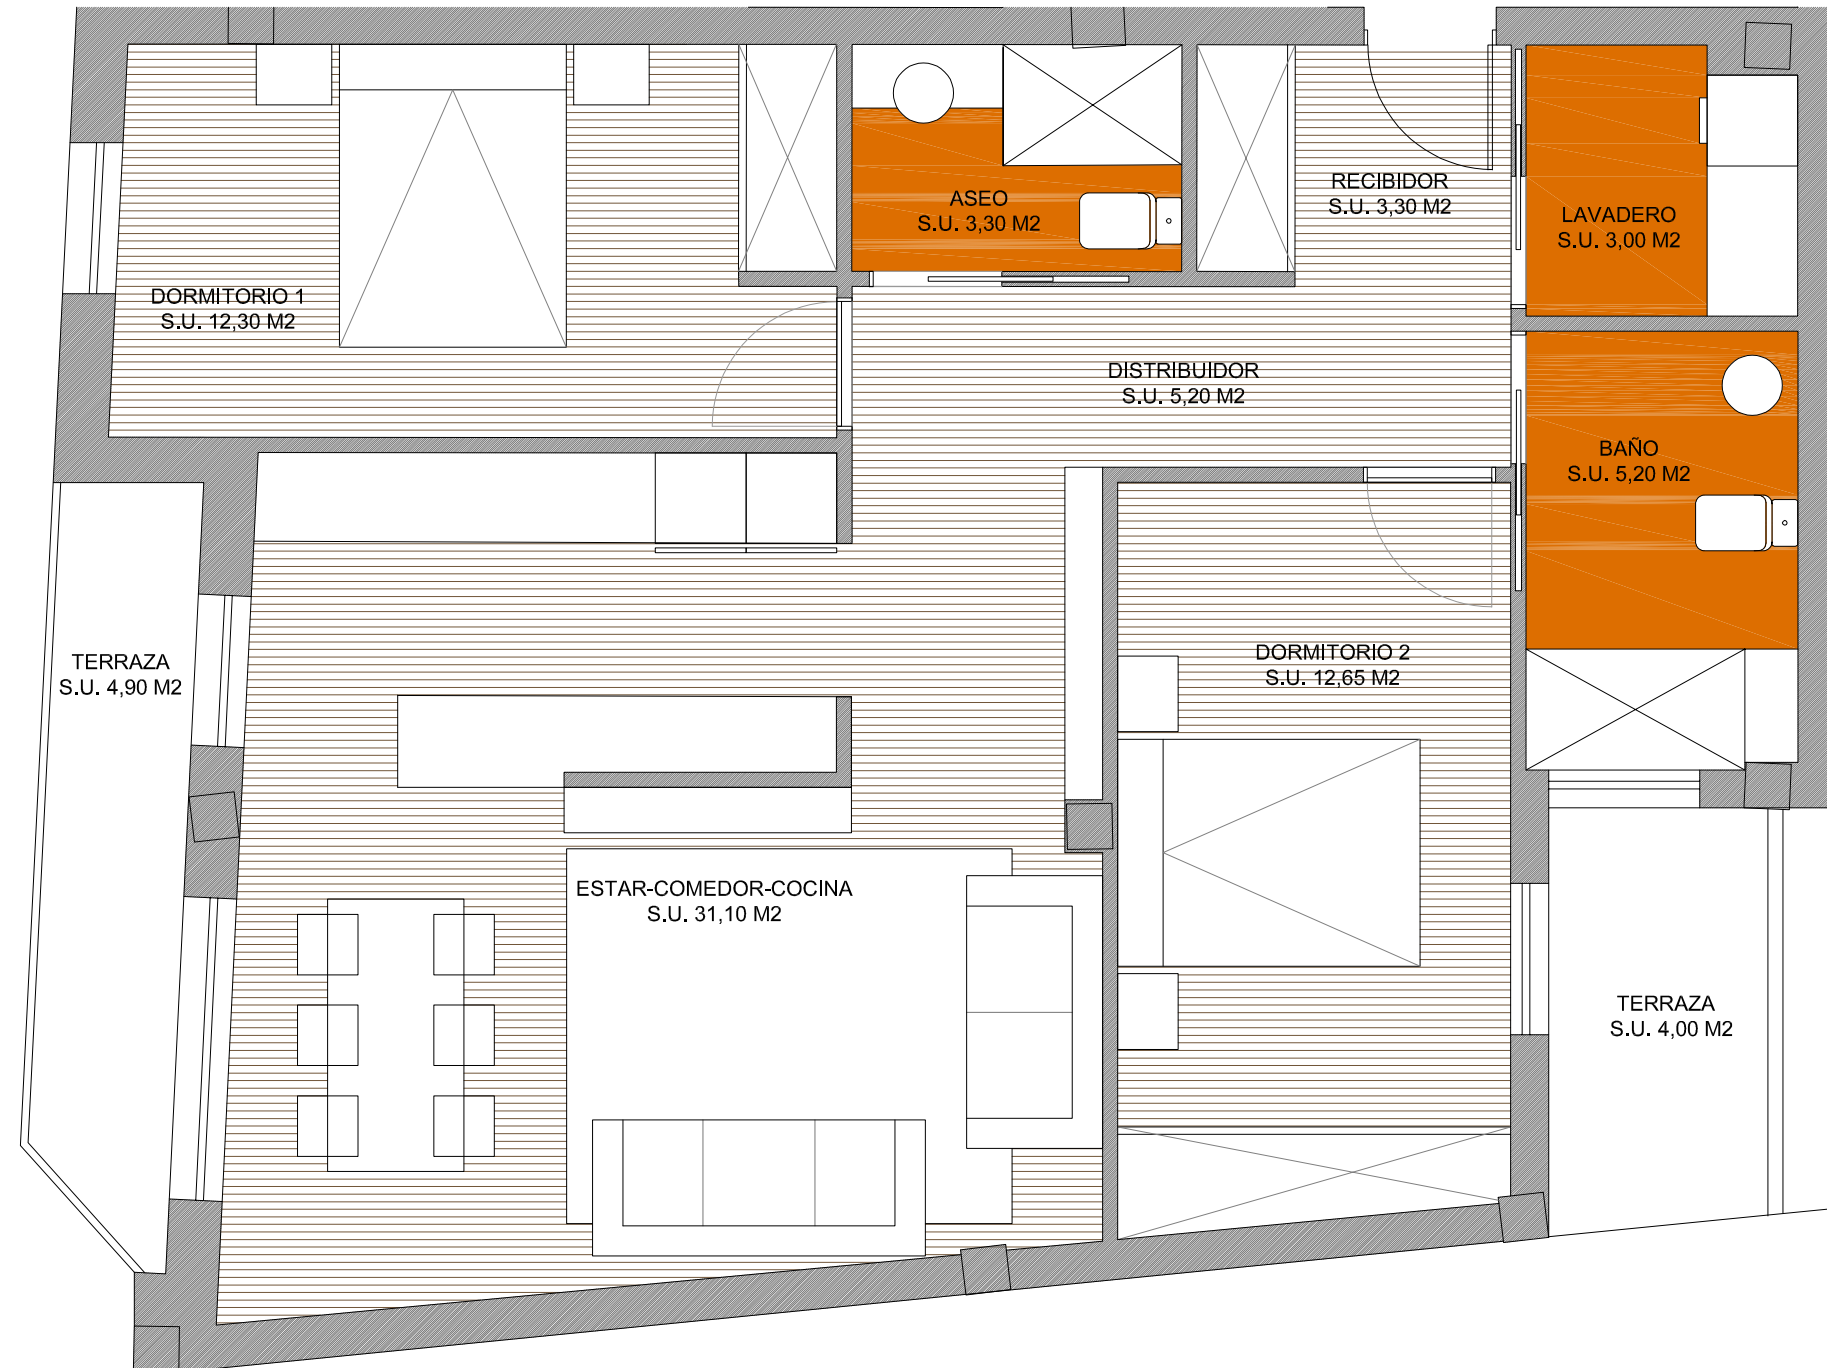 ASEO
S.U. 3,30 M2
RECIBIDOR
S.U. 3,30 M2
LAVADERO
S.U. 3,00 M2
DORMITORIO 1
S.U. 12,30 M2
DISTRIBUIDOR
S.U. 5,20 M2
BAÑO
S.U. 5,20 M2
TERRAZA
S.U. 4,90 M2
DORMITORIO 2
S.U. 12,65 M2
ESTAR-COMEDOR-COCINA
S.U. 31,10 M2
TERRAZA
S.U. 4,00 M2